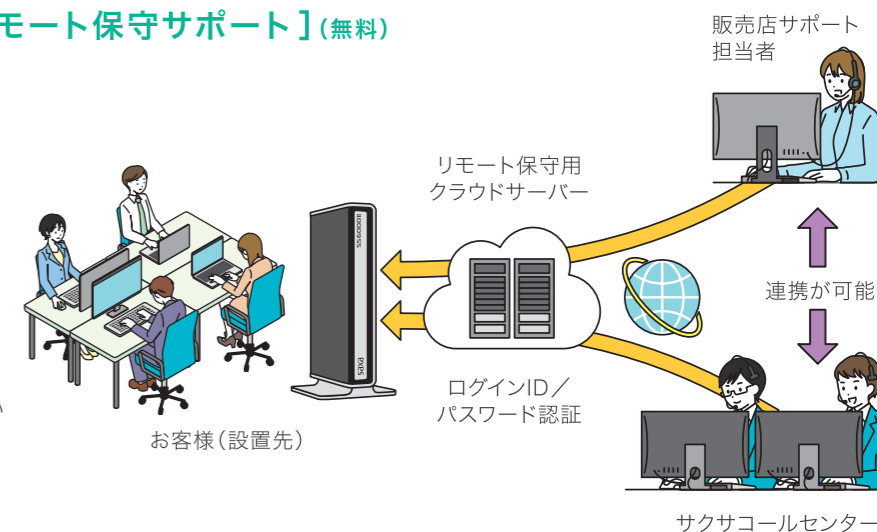 モート保守サポート](無料)
販売店サポート
担当者
リモート保守用
クラウドサーバー
SS6000II
saxa
連携が可能
ログインID/
パスワード認証
お客様(設置先)
サクサコールセンター